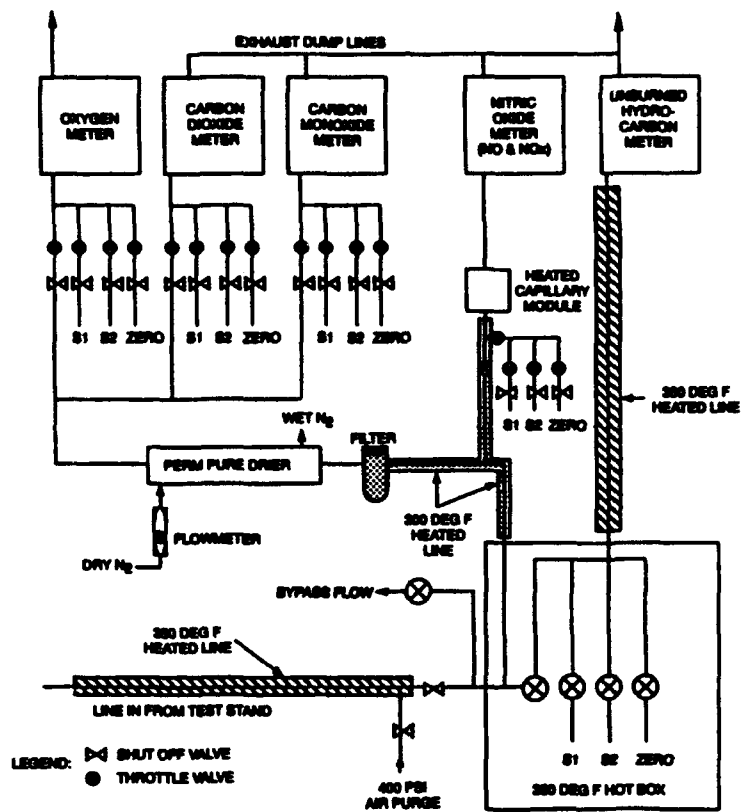 EXHAUST DUMP LINES
OXYGEN
METER
CARBON
DIOXIDE
METER
CARBON
MONOXIDE
METER
NITRIC
OXIDE
METER
(NO & NOx)
UNBURNED
HYDRO-
CARBON
METER
HEATED
CAPILLARY
MODULE
S1 S2 ZERO
S1 S2 ZERO
S1 S2 ZERO
S1 S2 ZERO
380 DEG F
HEATED LINE
WET N2
FILTER
PERM PURE DRIER
300 DEG F
HEATED
LINE
FLOWMETER
DRY N2
BYPASS FLOW
380 DEG F
HEATED LINE
LINE IN FROM TEST STAND
S1 S2 ZERO
LEGEND: SHUT OFF VALVE
THROTTLE VALVE
400 PSI
AIR PURGE
380 DEG F HOT BOX